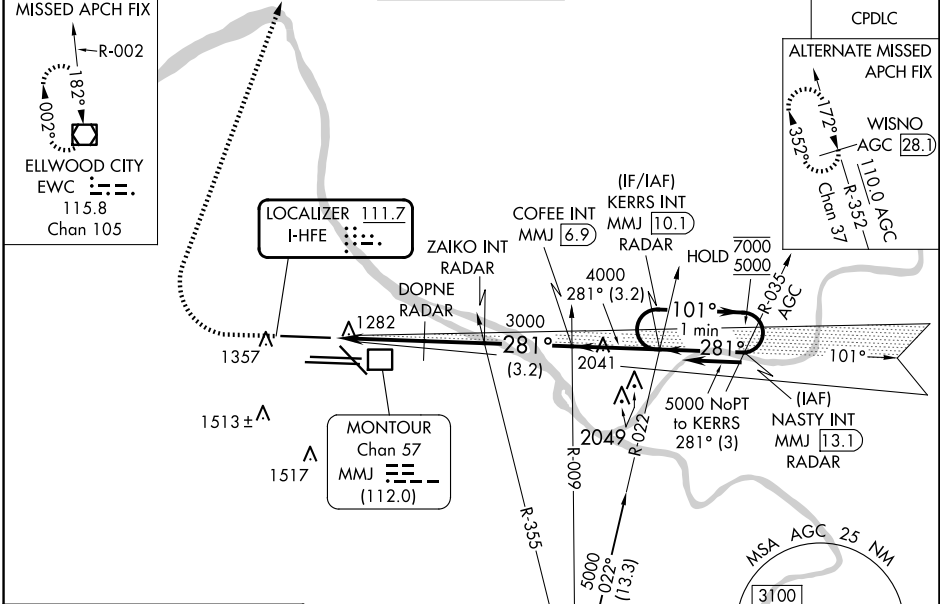 MISSED APCH FIX
R-002
182°
002°
ELLWOOD CITY
EWC
115.8
Chan 105
CPDLC
ALTERNATE MISSED
APCH FIX
172°
352°
WISNO
AGC 28.1
110.0 AGC
R-352
Chan 37
LOCALIZER 111.7
I-HFE
ZAIKO INT
RADAR
DOPNE
RADAR
COFEE INT
MMJ 6.9
(IF/IAF)
KERRS INT
MMJ 10.1
RADAR
HOLD 7000
5000
R-035
AGC
4000
281° (3.2)
3000
281°
(3.2)
101°
1 min
281°
101°
1282
1357
2041
1513 ±
1517
2049
MONTOUR
Chan 57
MMJ
(112.0)
5000 NoPT
to KERRS
281° (3)
(IAF)
NASTY INT
MMJ 13.1
RADAR
R-022
R-009
R-355
5000
022°
(13.3)
MSA AGC 25 NM
3100